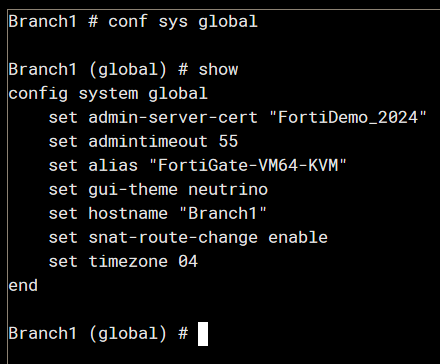 Branch1 # conf sys global
Branch1 (global) # show
config system global
    set admin-server-cert "FortiDemo_2024"
    set admintimeout 55
    set alias "FortiGate-VM64-KVM"
    set gui-theme neutrino
    set hostname "Branch1"
    set snat-route-change enable
    set timezone 04
end
Branch1 (global) #